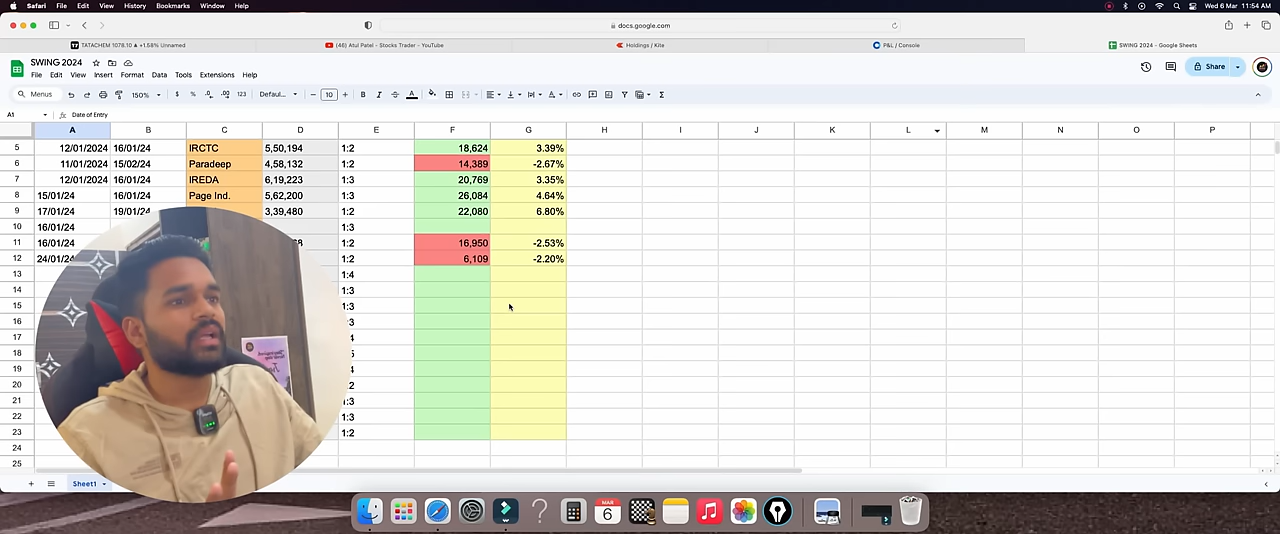 Safari File Edit View History Bookmarks Window Help Wed 6 Mar 11:54 AM
docs.google.com
TATACHEM 1078.10 ▲ +1.58% Unnamed (48) Atul Patel - Stocks Trader - YouTube Holdings / Kite P&L / Console SWING 2024 - Google Sheets
SWING 2024
File Edit View Insert Format Data Tools Extensions Help Share
Menus 150% $ % .0 .00 123 Defaul... 10 B I S A
A1 fx Date of Entry
A B C D E F G H I J K L M N O P
5 12/01/2024 16/01/24 IRCTC 5,50,194 1:2 18,624 3.39%
6 11/01/2024 15/02/24 Paradeep 4,58,132 1:2 14,389 -2.67%
7 12/01/2024 16/01/24 IREDA 6,19,223 1:3 20,769 3.35%
8 15/01/24 16/01/24 Page Ind. 5,62,200 1:3 26,084 4.64%
9 17/01/24 19/01/24 3,39,480 1:2 22,080 6.80%
10 16/01/24 1:3
11 16/01/24 1:2 16,950 -2.53%
12 24/01/24 1:2 6,109 -2.20%
13 1:4
14 1:3
15 1:3
16 :3
17
18
19
20 :2
21 1:3
22 1:3
23 1:2
24
25
Sheet1
MAR
6